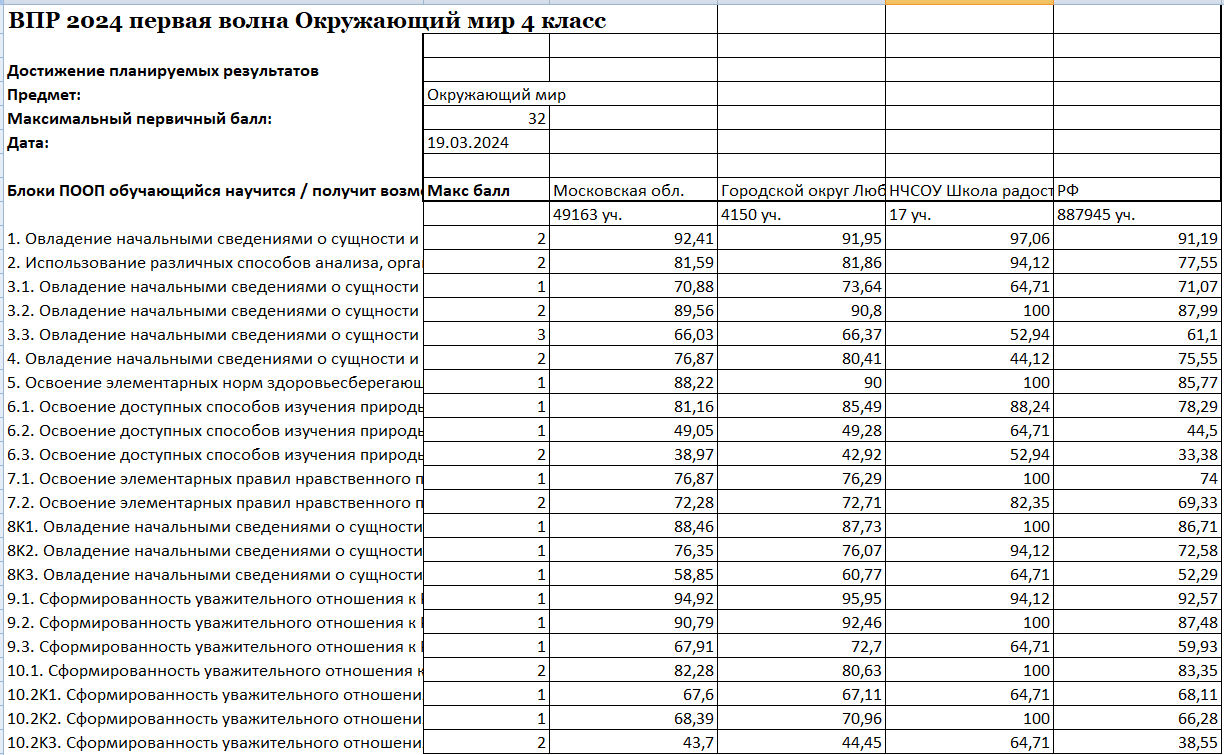 ВПР 2024 первая волна Окружающий мир 4 класс
Достижение планируемых результатов
Предмет: Окружающий мир
Максимальный первичный балл: 32
Дата: 19.03.2024
Блоки ПООП обучающийся научится / получит возм Макс балл Московская обл. Городской округ Люб НЧСОУ Школа радост РФ
49163 уч. 4150 уч. 17 уч. 887945 уч.
1. Овладение начальными сведениями о сущности и 2 92,41 91,95 97,06 91,19
2. Использование различных способов анализа, орга 2 81,59 81,86 94,12 77,55
3.1. Овладение начальными сведениями о сущности 1 70,88 73,64 64,71 71,07
3.2. Овладение начальными сведениями о сущности 2 89,56 90,8 100 87,99
3.3. Овладение начальными сведениями о сущности 3 66,03 66,37 52,94 61,1
4. Овладение начальными сведениями о сущности и 2 76,87 80,41 44,12 75,55
5. Освоение элементарных норм здоровьесберегающ 1 88,22 90 100 85,77
6.1. Освоение доступных способов изучения природы 1 81,16 85,49 88,24 78,29
6.2. Освоение доступных способов изучения природы 1 49,05 49,28 64,71 44,5
6.3. Освоение доступных способов изучения природы 2 38,97 42,92 52,94 33,38
7.1. Освоение элементарных правил нравственного п 1 76,87 76,29 100 74
7.2. Освоение элементарных правил нравственного п 2 72,28 72,71 82,35 69,33
8K1. Овладение начальными сведениями о сущности 1 88,46 87,73 100 86,71
8K2. Овладение начальными сведениями о сущности 1 76,35 76,07 94,12 72,58
8K3. Овладение начальными сведениями о сущности 1 58,85 60,77 64,71 52,29
9.1. Сформированность уважительного отношения к 1 94,92 95,95 94,12 92,57
9.2. Сформированность уважительного отношения к 1 90,79 92,46 100 87,48
9.3. Сформированность уважительного отношения к 1 67,91 72,7 64,71 59,93
10.1. Сформированность уважительного отношения к 2 82,28 80,63 100 83,35
10.2K1. Сформированность уважительного отношени 1 67,6 67,11 64,71 68,11
10.2K2. Сформированность уважительного отношени 1 68,39 70,96 100 66,28
10.2K3. Сформированность уважительного отношени 2 43,7 44,45 64,71 38,55